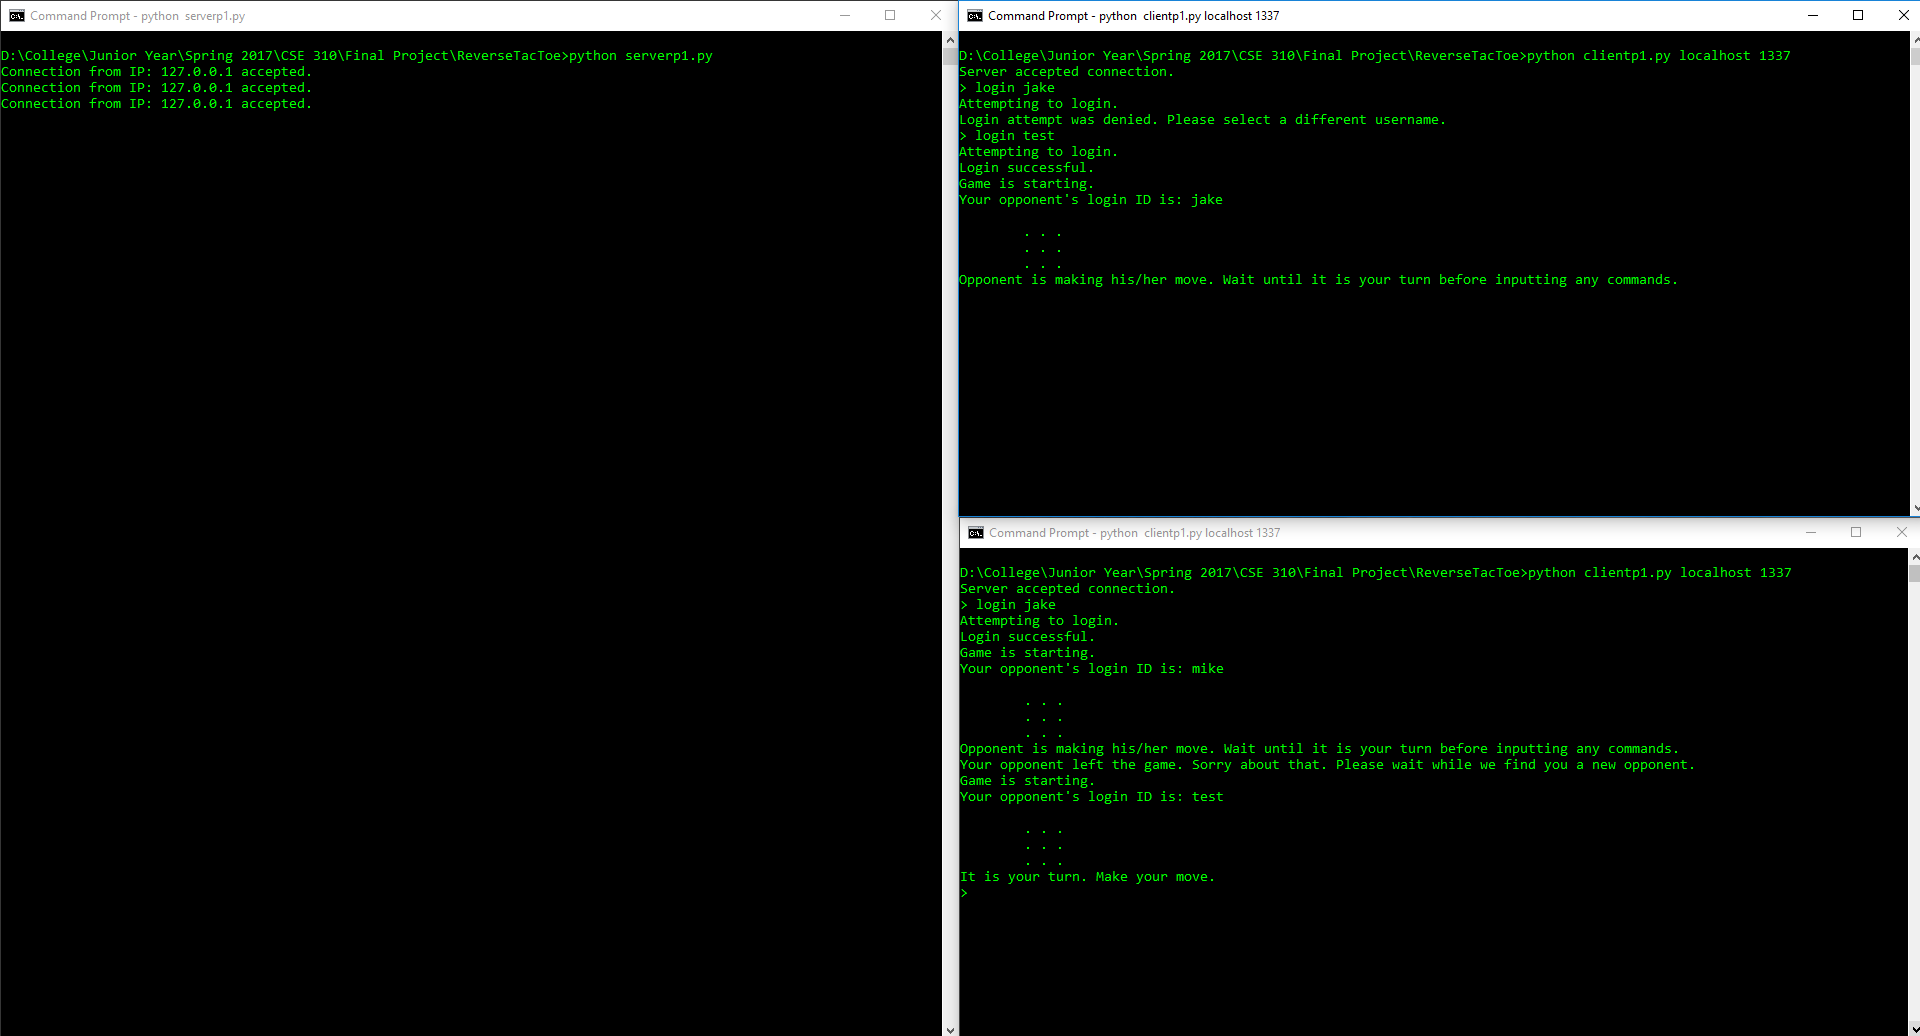 Command Prompt - python  serverp1.py
D:\College\Junior Year\Spring 2017\CSE 310\Final Project\ReverseTacToe>python serverp1.py
Connection from IP: 127.0.0.1 accepted.
Connection from IP: 127.0.0.1 accepted.
Connection from IP: 127.0.0.1 accepted.
Command Prompt - python  clientp1.py localhost 1337
D:\College\Junior Year\Spring 2017\CSE 310\Final Project\ReverseTacToe>python clientp1.py localhost 1337
Server accepted connection.
> login jake
Attempting to login.
Login attempt was denied. Please select a different username.
> login test
Attempting to login.
Login successful.
Game is starting.
Your opponent's login ID is: jake
. . .
. . .
. . .
Opponent is making his/her move. Wait until it is your turn before inputting any commands.
Command Prompt - python  clientp1.py localhost 1337
D:\College\Junior Year\Spring 2017\CSE 310\Final Project\ReverseTacToe>python clientp1.py localhost 1337
Server accepted connection.
> login jake
Attempting to login.
Login successful.
Game is starting.
Your opponent's login ID is: mike
. . .
. . .
. . .
Opponent is making his/her move. Wait until it is your turn before inputting any commands.
Your opponent left the game. Sorry about that. Please wait while we find you a new opponent.
Game is starting.
Your opponent's login ID is: test
. . .
. . .
. . .
It is your turn. Make your move.
>